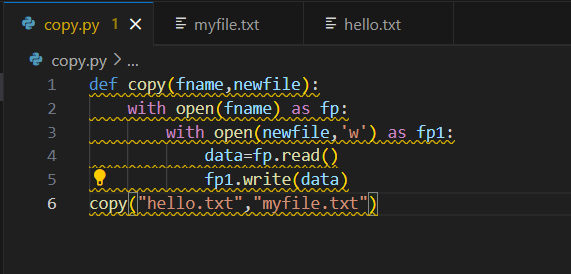 copy.py 1 × myfile.txt hello.txt
copy.py > ...
1 def copy(fname,newfile):
2     with open(fname) as fp:
3         with open(newfile,'w') as fp1:
4             data=fp.read()
5             fp1.write(data)
6 copy("hello.txt","myfile.txt")